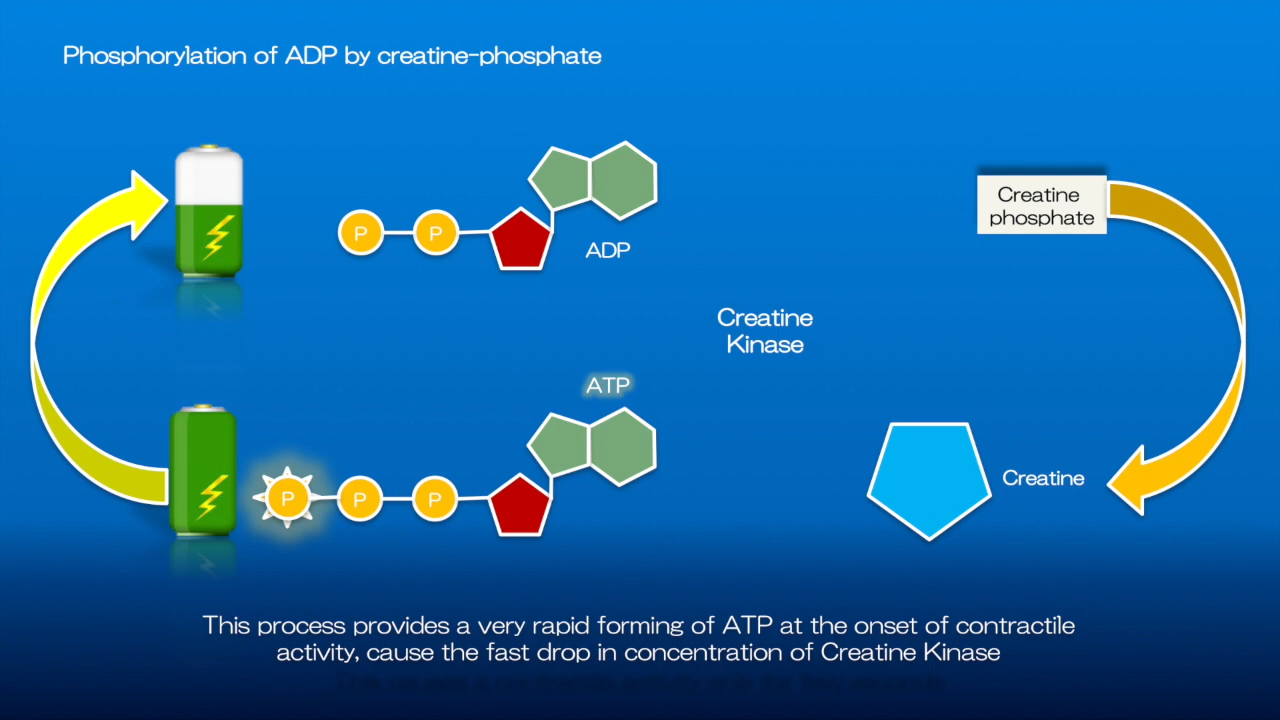 Phosphorylation of ADP by creatine-phosphate
Creatine
phosphate
P
P
ADP
Creatine
Kinase
ATP
P
P
P
Creatine
This process provides a very rapid forming of ATP at the onset of contractile
activity, cause the fast drop in concentration of Creatine Kinase